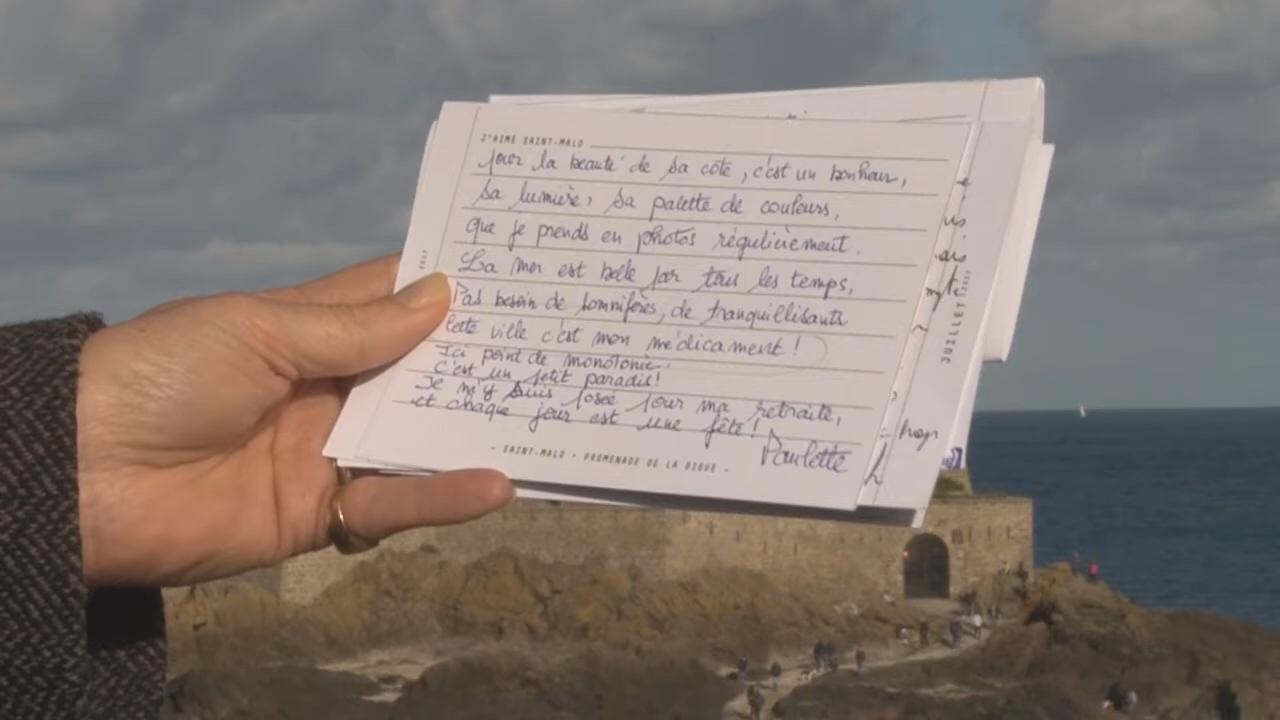 J'AIME SAINT-MALO
pour la beauté de sa côte, c'est un bonheur,
sa lumière, sa palette de couleurs,
que je prends en photos régulièrement.
La mer est belle par tous les temps,
Pas besoin de somnifères, de tranquillisants
Cette ville c'est mon médicament !
Ici point de monotonie.
C'est un petit paradis !
Je m'y suis posée pour ma retraite,
et chaque jour est une fête !
Paulette
- SAINT-MALO • PROMENADE DE LA DIGUE -
JUILLET